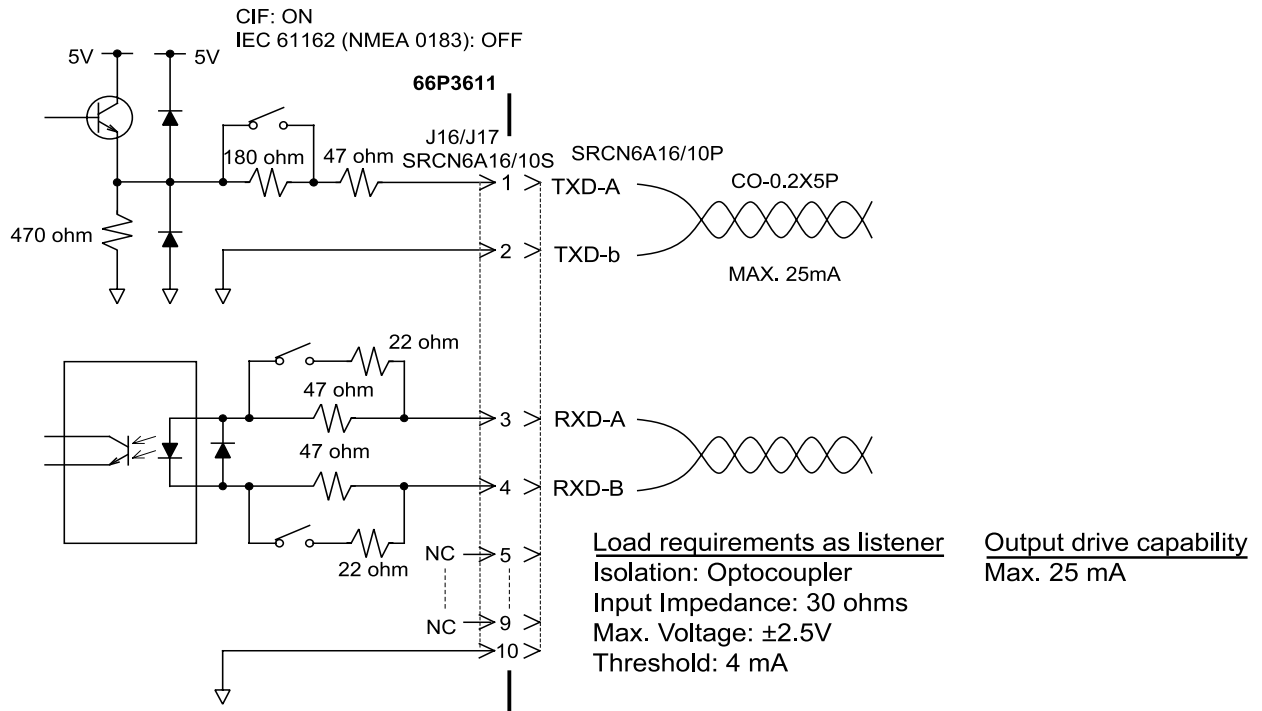 CIF: ON
IEC 61162 (NMEA 0183): OFF
5V
5V
66P3611
J16/J17
SRCN6A16/10S
SRCN6A16/10P
180 ohm
47 ohm
1
TXD-A
CO-0.2X5P
470 ohm
2
TXD-b
MAX. 25mA
22 ohm
47 ohm
3
RXD-A
47 ohm
4
RXD-B
22 ohm
NC
5
NC
9
10
Load requirements as listener
Isolation: Optocoupler
Input Impedance: 30 ohms
Max. Voltage: ±2.5V
Threshold: 4 mA
Output drive capability
Max. 25 mA